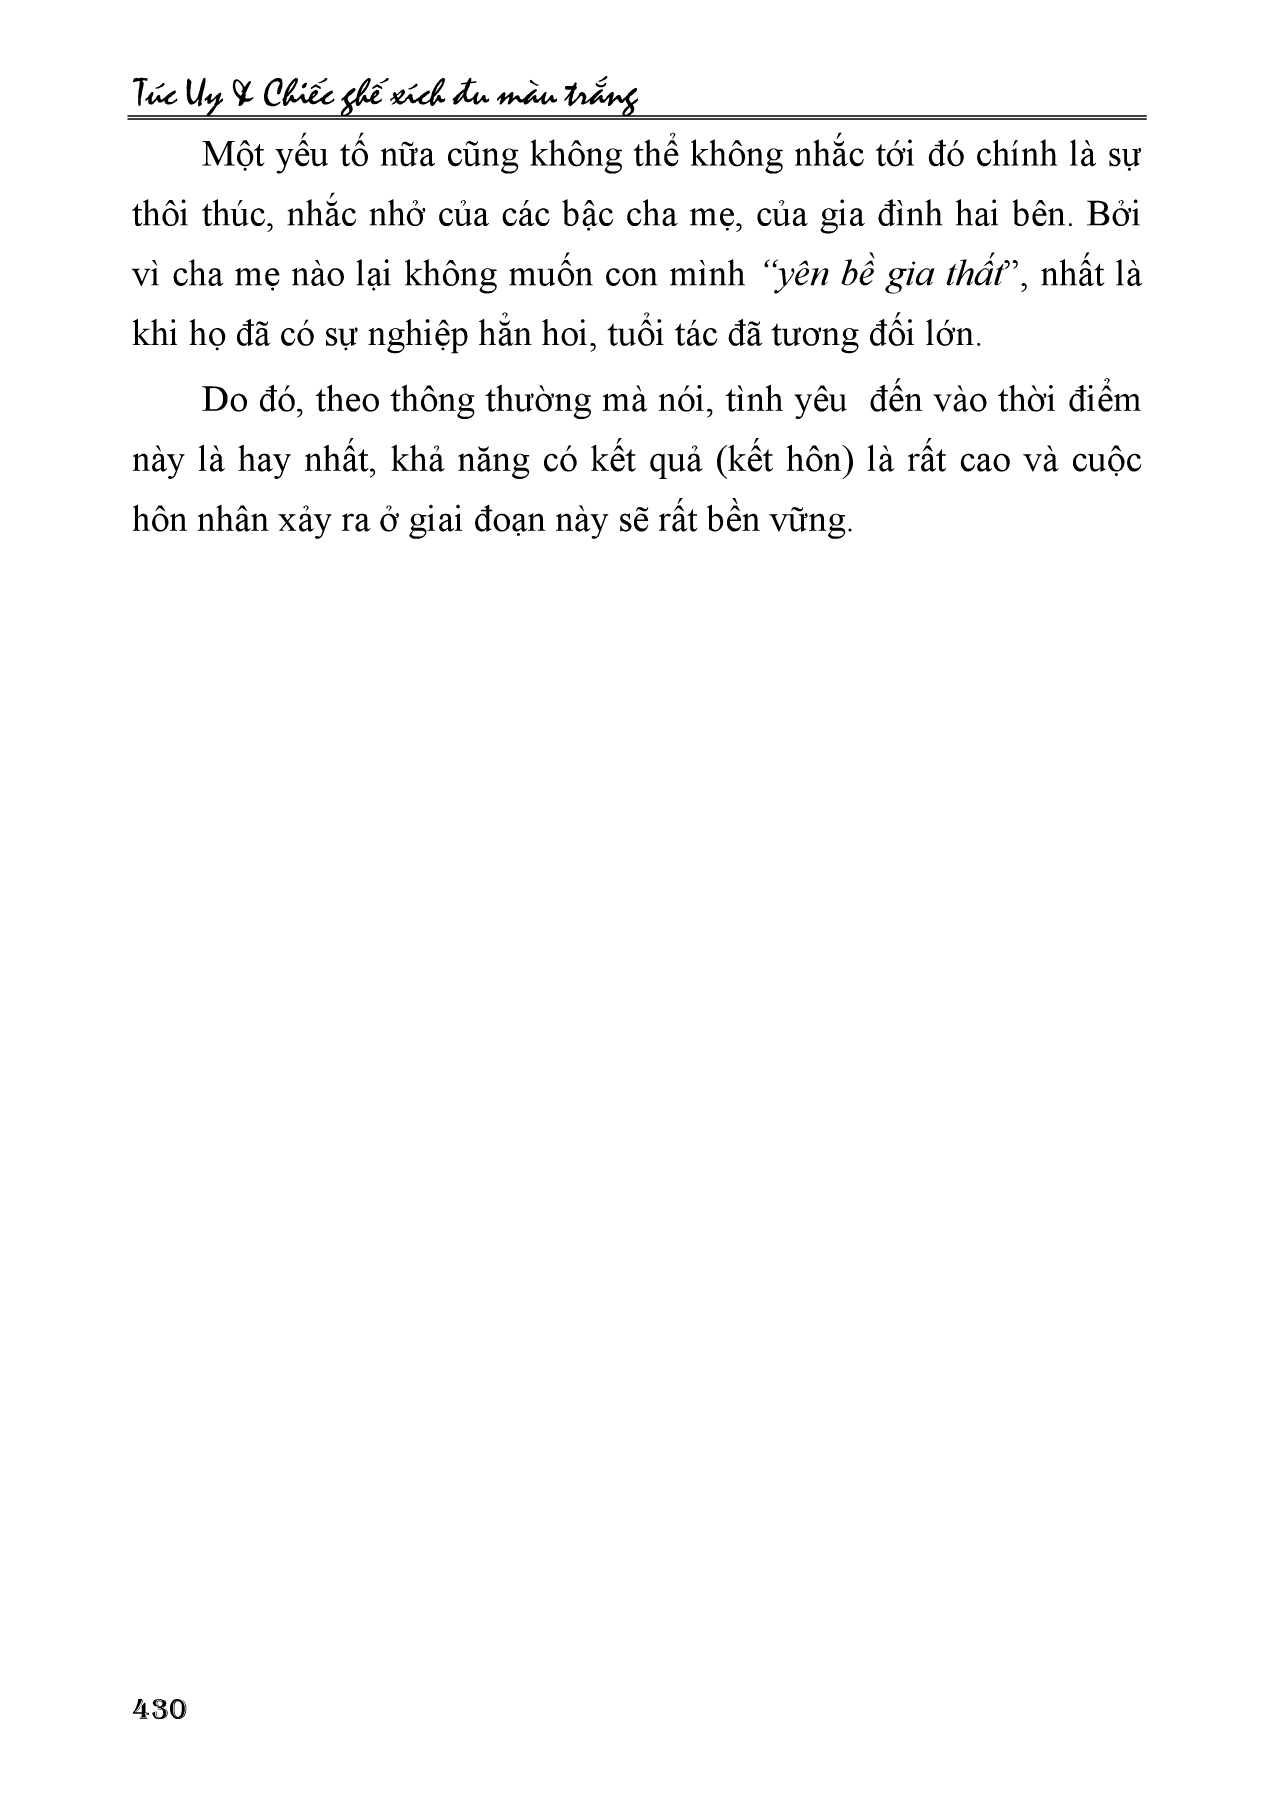 Túc Uy & Chiếc ghế xích đu màu trắng
Một yếu tố nữa cũng không thể không nhắc tới đó chính là sự
thôi thúc, nhắc nhở của các bậc cha mẹ, của gia đình hai bên. Bởi
vì cha mẹ nào lại không muốn con mình “yên bề gia thất”, nhất là
khi họ đã có sự nghiệp hẳn hoi, tuổi tác đã tương đối lớn.
Do đó, theo thông thường mà nói, tình yêu  đến vào thời điểm
này là hay nhất, khả năng có kết quả (kết hôn) là rất cao và cuộc
hôn nhân xảy ra ở giai đoạn này sẽ rất bền vững.
430